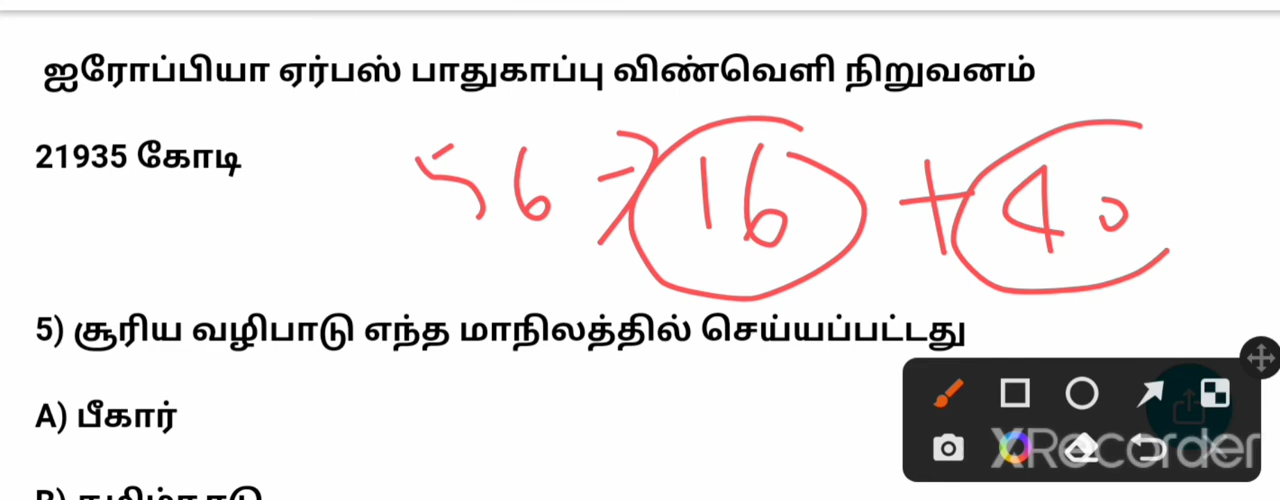 ஐரோப்பியா ஏர்பஸ் பாதுகாப்பு விண்வெளி நிறுவனம்
21935 கோடி
56 => 16 + 40
5) சூரிய வழிபாடு எந்த மாநிலத்தில் செய்யப்பட்டது
A) பீகார்
XRecorder